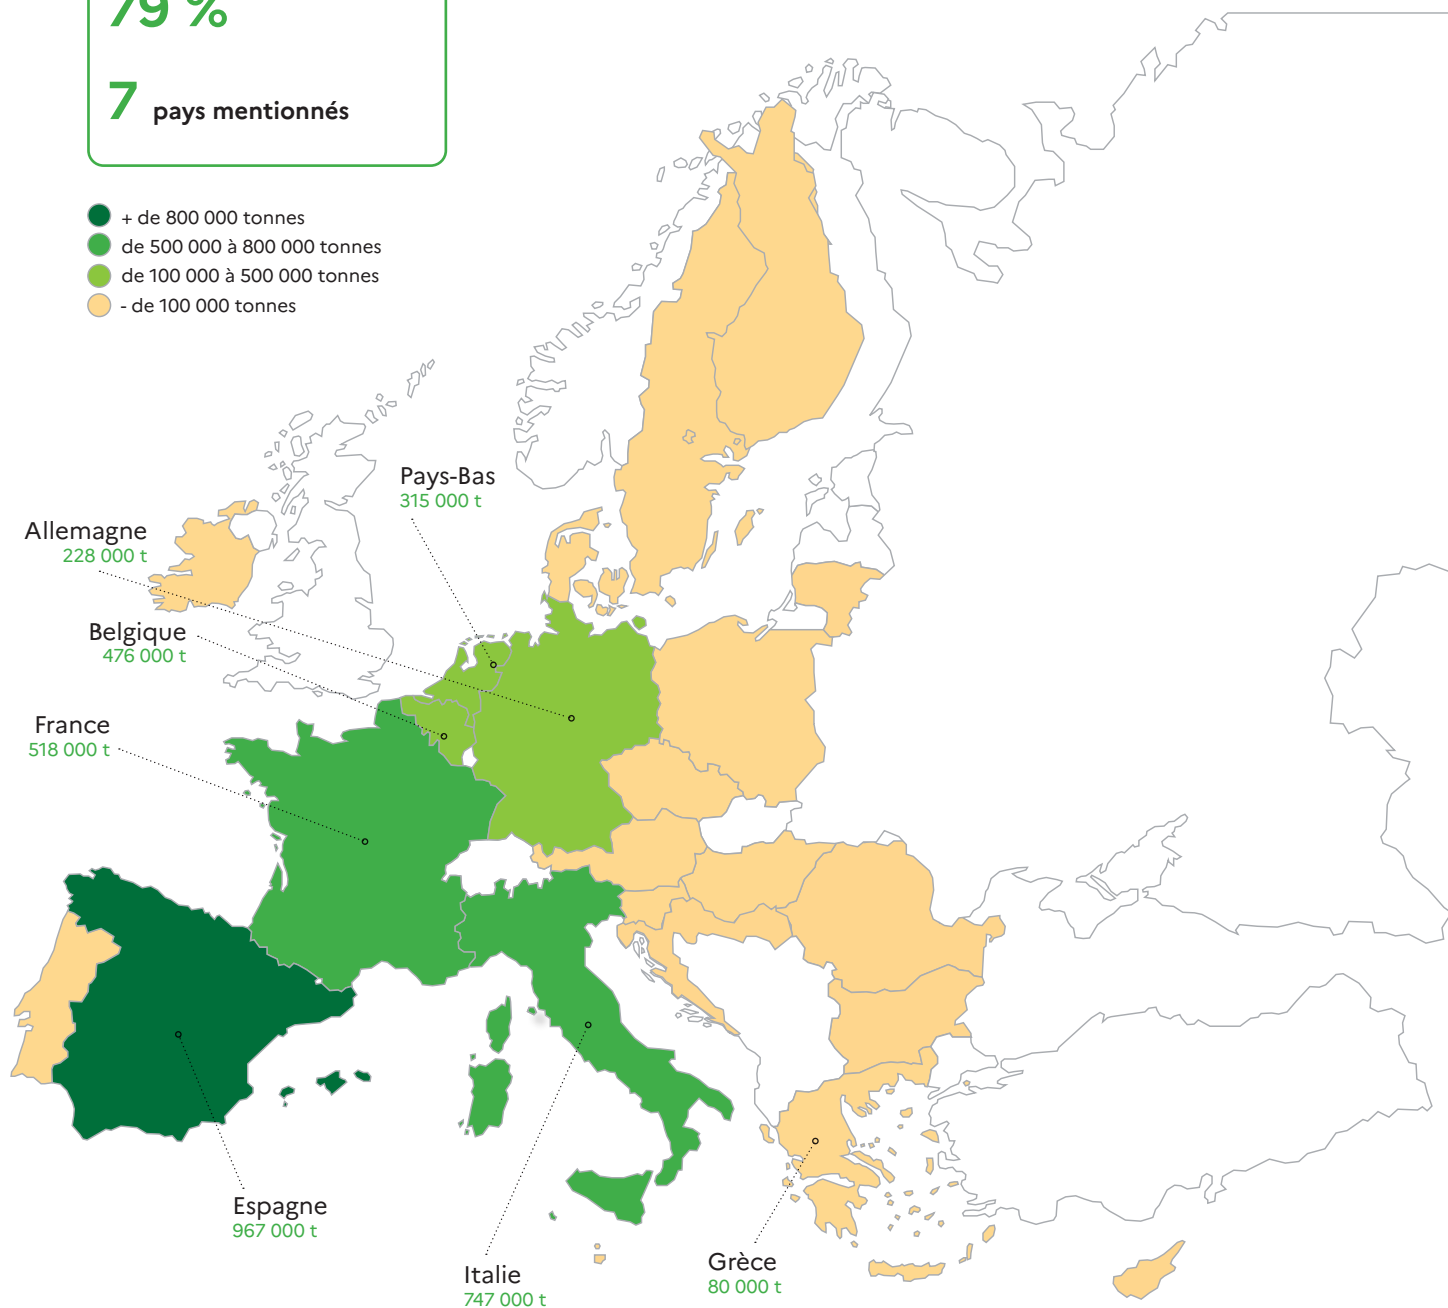 79 %
7 pays mentionnés
+ de 800 000 tonnes
de 500 000 à 800 000 tonnes
de 100 000 à 500 000 tonnes
- de 100 000 tonnes
Pays-Bas
315 000 t
Allemagne
228 000 t
Belgique
476 000 t
France
518 000 t
Espagne
967 000 t
Italie
747 000 t
Grèce
80 000 t